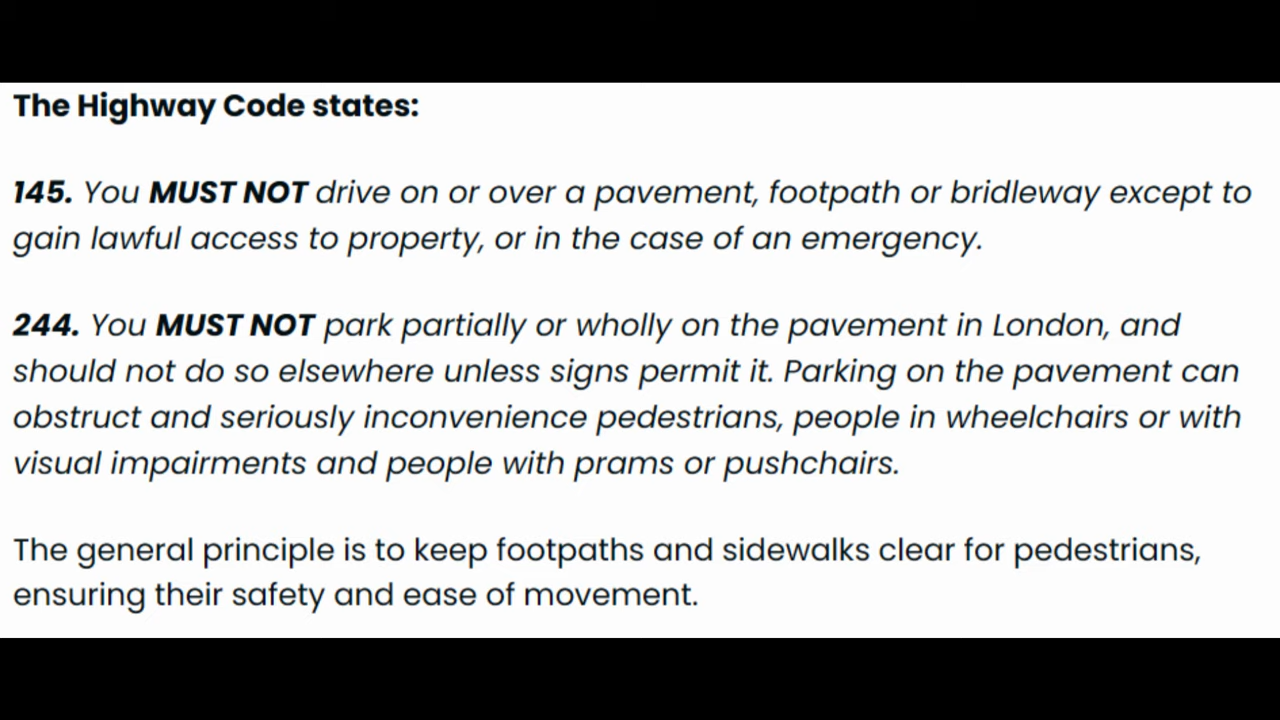 The Highway Code states:
145. You MUST NOT drive on or over a pavement, footpath or bridleway except to
gain lawful access to property, or in the case of an emergency.
244. You MUST NOT park partially or wholly on the pavement in London, and
should not do so elsewhere unless signs permit it. Parking on the pavement can
obstruct and seriously inconvenience pedestrians, people in wheelchairs or with
visual impairments and people with prams or pushchairs.
The general principle is to keep footpaths and sidewalks clear for pedestrians,
ensuring their safety and ease of movement.